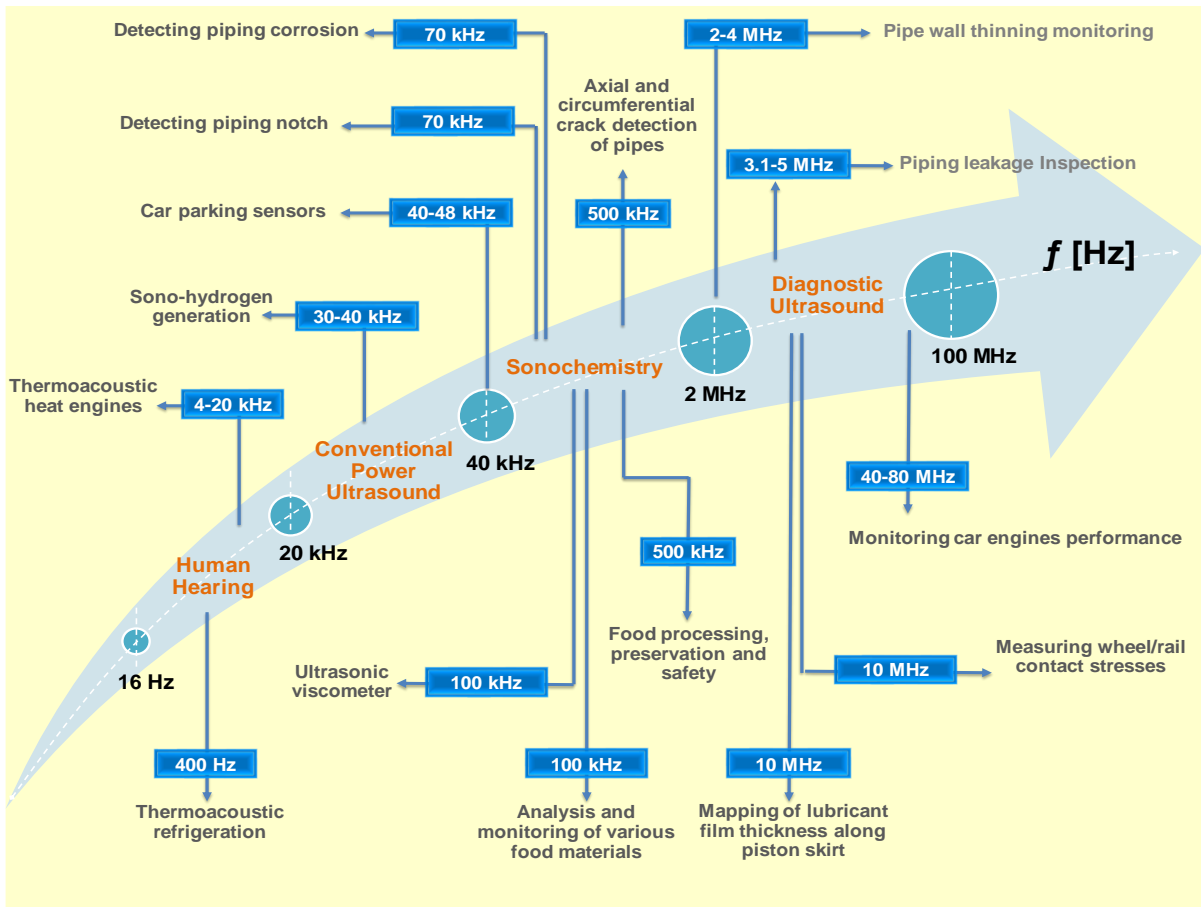 Detecting piping corrosion
70 kHz
2-4 MHz
Pipe wall thinning monitoring
Axial and
circumferential
crack detection
of pipes
Detecting piping notch
70 kHz
3.1-5 MHz
Piping leakage Inspection
Car parking sensors
40-48 kHz
500 kHz
ƒ [Hz]
Sono-hydrogen
generation
30-40 kHz
Diagnostic
Ultrasound
100 MHz
Sonochemistry
2 MHz
Thermoacoustic
heat engines
4-20 kHz
Conventional
Power
Ultrasound
40 kHz
40-80 MHz
Monitoring car engines performance
20 kHz
500 kHz
Human
Hearing
Food processing,
preservation and
safety
Measuring wheel/rail
contact stresses
10 MHz
16 Hz
Ultrasonic
viscometer
100 kHz
400 Hz
Thermoacoustic
refrigeration
100 kHz
Analysis and
monitoring of various
food materials
10 MHz
Mapping of lubricant
film thickness along
piston skirt